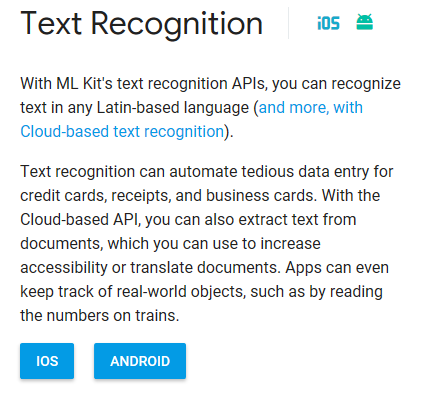 Text Recognition iOS
With ML Kit's text recognition APIs, you can recognize
text in any Latin-based language (and more, with
Cloud-based text recognition).
Text recognition can automate tedious data entry for
credit cards, receipts, and business cards. With the
Cloud-based API, you can also extract text from
documents, which you can use to increase
accessibility or translate documents. Apps can even
keep track of real-world objects, such as by reading
the numbers on trains.
IOS ANDROID